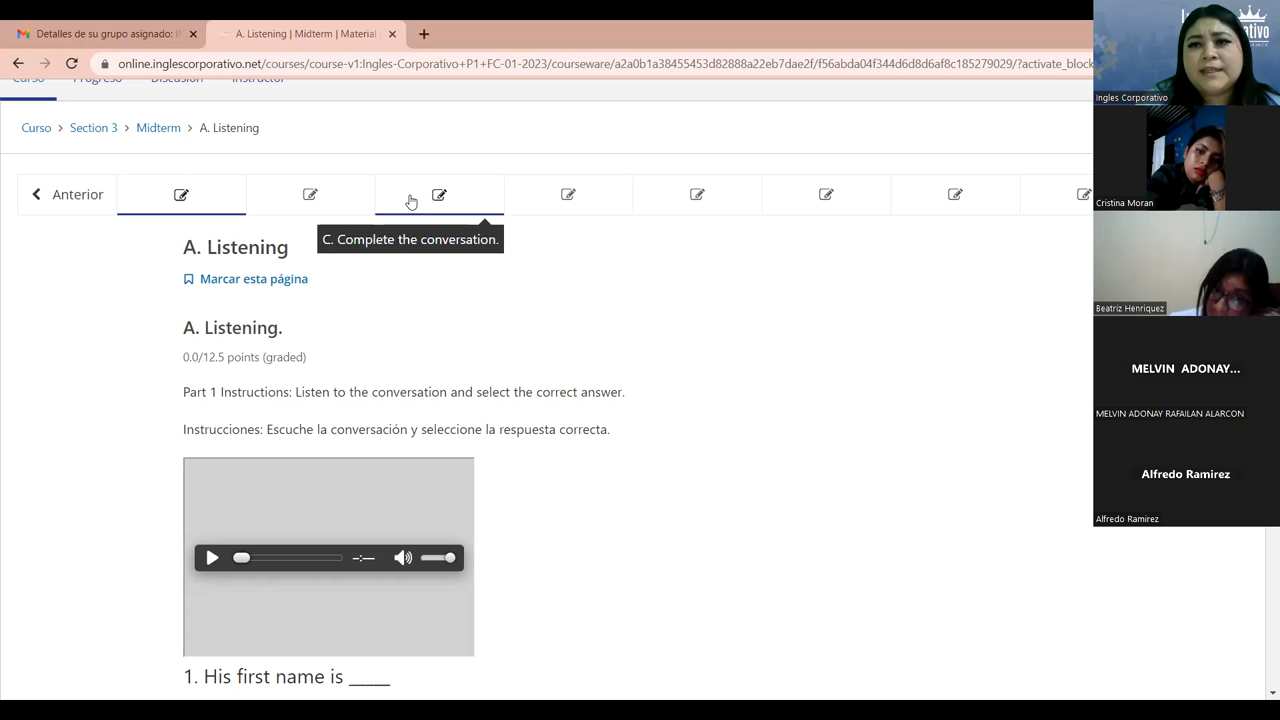 Detalles de su grupo asignado: I
A. Listening | Midterm | Material
online.inglescorporativo.net/courses/course-v1:Ingles-Corporativo+P1+FC-01-2023/courseware/a2a0b1a38455453d82888a22eb7dae2f/f56abda04f344d6d8d6af8c185279029/?activate_block
Curso Progreso Discusión Instructor
Curso > Section 3 > Midterm > A. Listening
Anterior
C. Complete the conversation.
A. Listening
Marcar esta página
A. Listening.
0.0/12.5 points (graded)
Part 1 Instructions: Listen to the conversation and select the correct answer.
Instrucciones: Escuche la conversación y seleccione la respuesta correcta.
-:--
1. His first name is _____
Ingles Corporativo
Cristina Moran
Beatriz Henriquez
MELVIN ADONAY...
MELVIN ADONAY RAFAILAN ALARCON
Alfredo Ramirez
Alfredo Ramirez